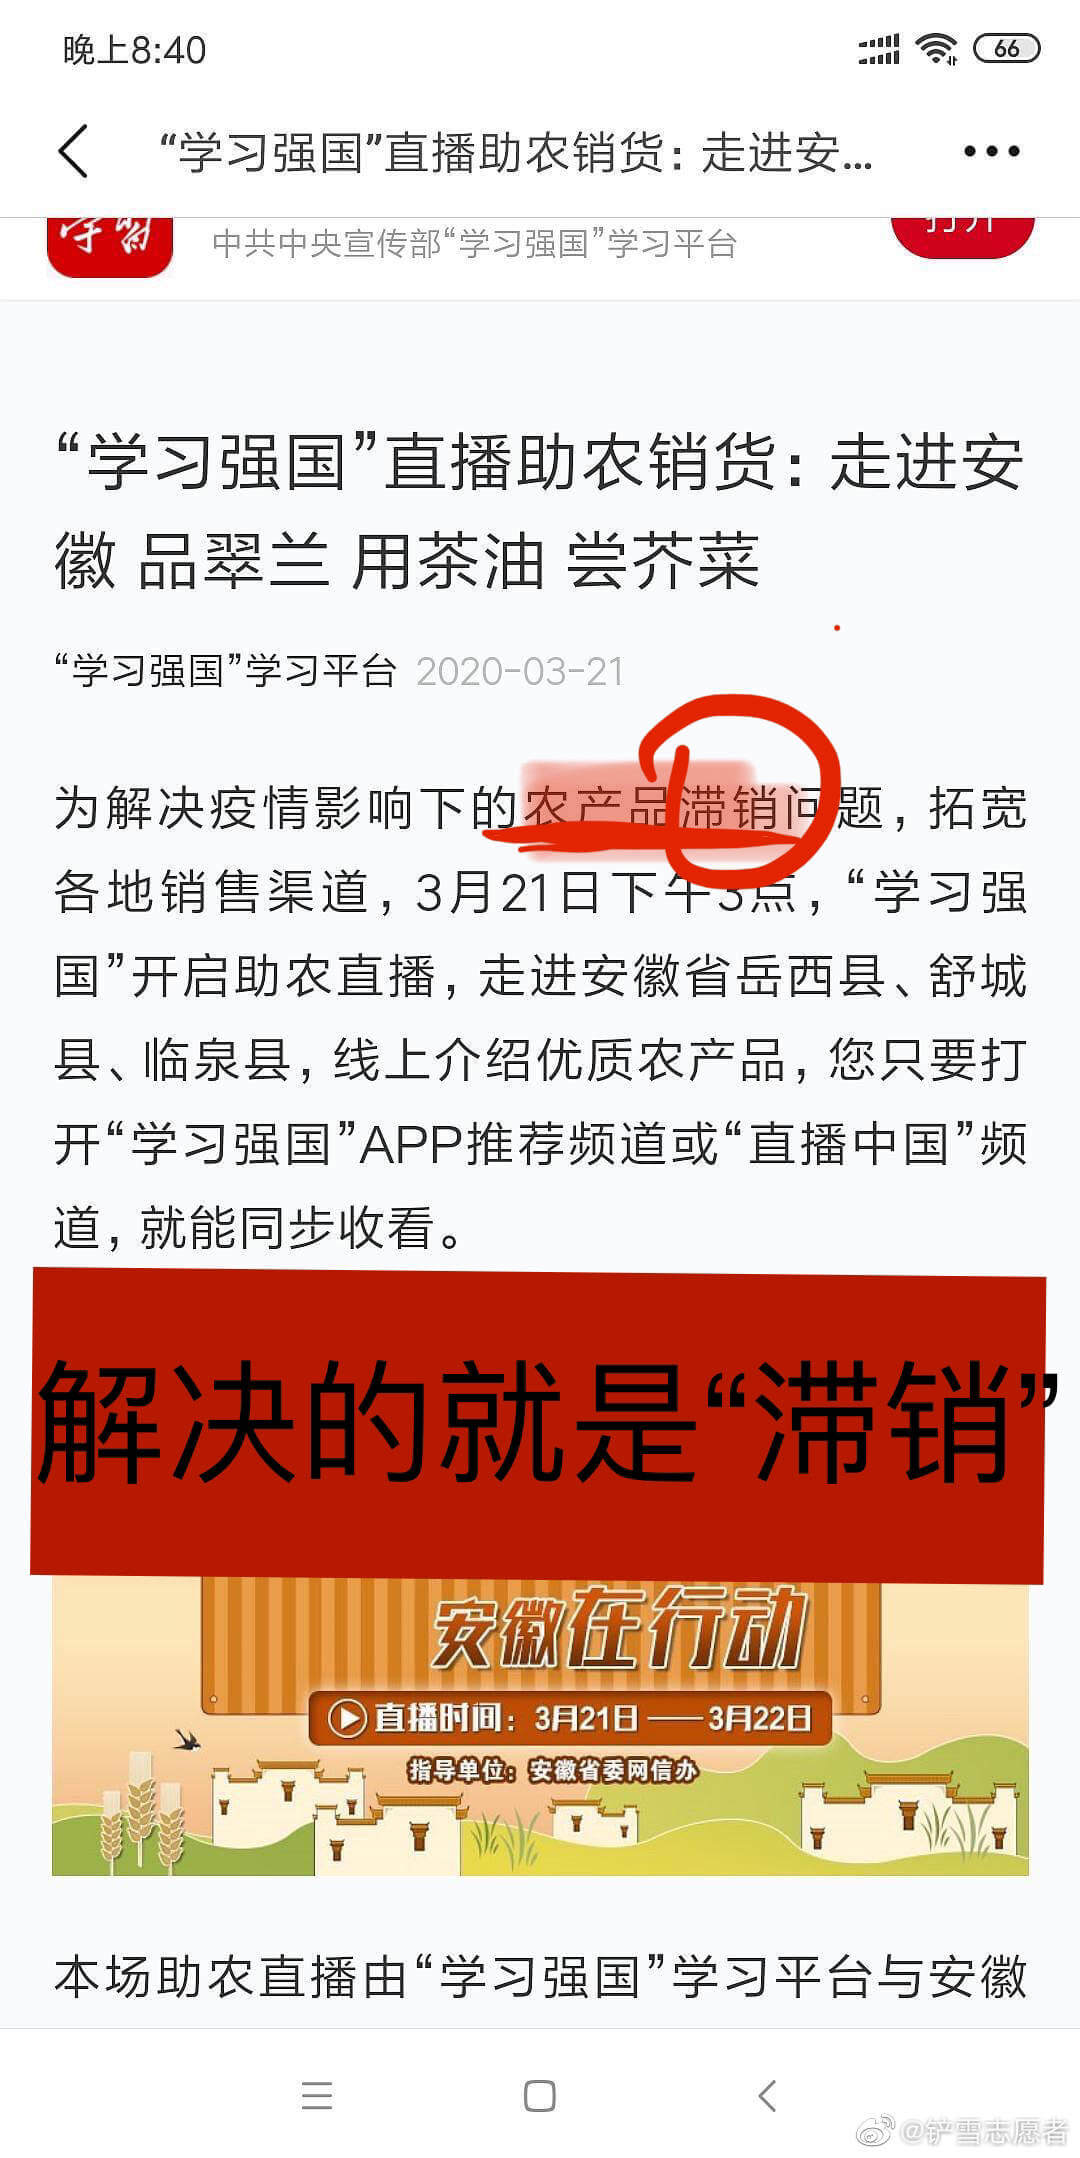 晚上8:40
66
“学习强国”直播助农销货：走进安...
学习
中共中央宣传部“学习强国”学习平台
打开
“学习强国”直播助农销货：走进安
徽 品翠兰 用茶油 尝芥菜
“学习强国”学习平台 2020-03-21
为解决疫情影响下的农产品滞销问题，拓宽
各地销售渠道，3月21日下午3点，“学习强
国”开启助农直播，走进安徽省岳西县、舒城
县、临泉县，线上介绍优质农产品，您只要打
开“学习强国”APP推荐频道或“直播中国”频
道，就能同步收看。
解决的就是“滞销”
安徽在行动
直播时间：3月21日——3月22日
指导单位：安徽省委网信办
本场助农直播由“学习强国”学习平台与安徽
@铲雪志愿者